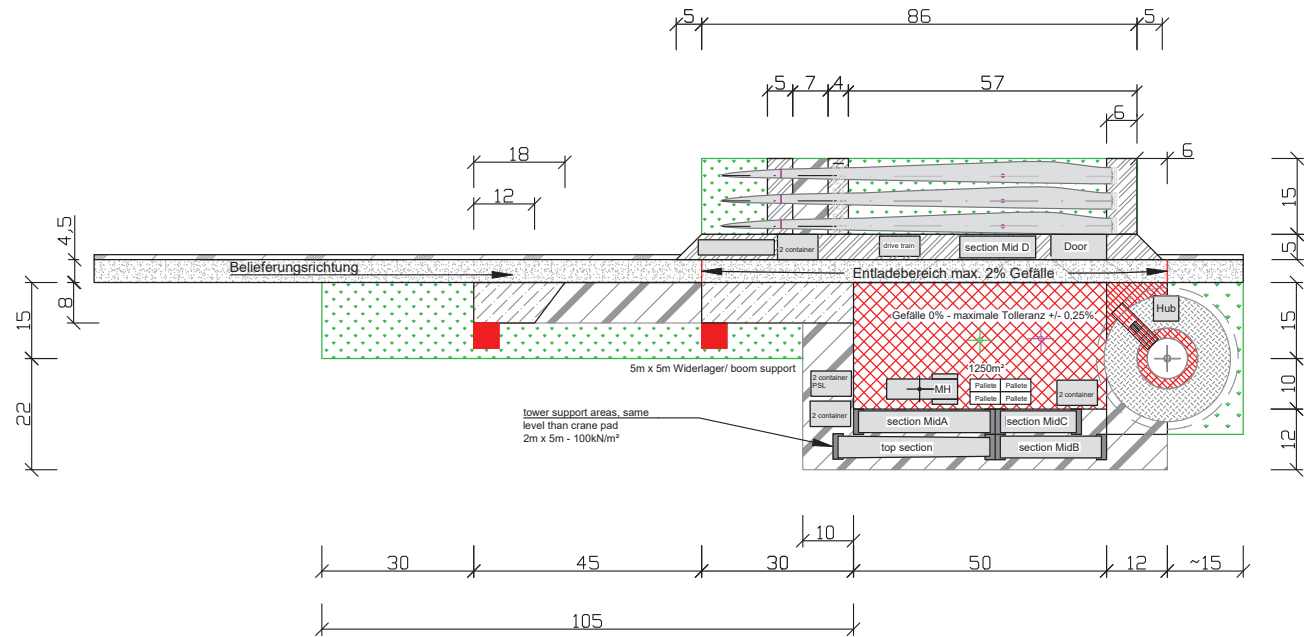 5
86
5
5
7
4
57
6
6
18
12
15
5
4,5
8
15
22
2 container
drive train
section Mid D
Door
Belieferungsrichtung
Entladebereich max. 2% Gefälle
Hub
Gefälle 0% - maximale Tolleranz +/- 0,25%
1250m²
5m x 5m Widerlager/ boom support
2 container
PSL
MH
Pallete
Pallete
Pallete
Pallete
2 container
2 container
tower support areas, same
level than crane pad
2m x 5m - 100kN/m²
section MidA
section MidC
top section
section MidB
15
10
12
10
30
45
30
50
12
~15
105